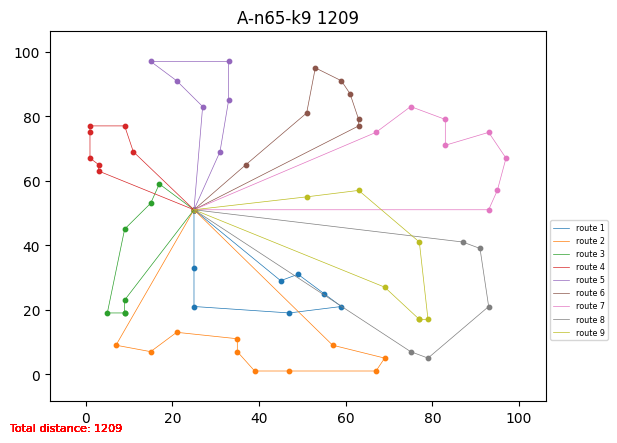 A-n65-k9 1209
100
80
60
40
20
0
0 20 40 60 80 100
route 1
route 2
route 3
route 4
route 5
route 6
route 7
route 8
route 9
Total distance: 1209